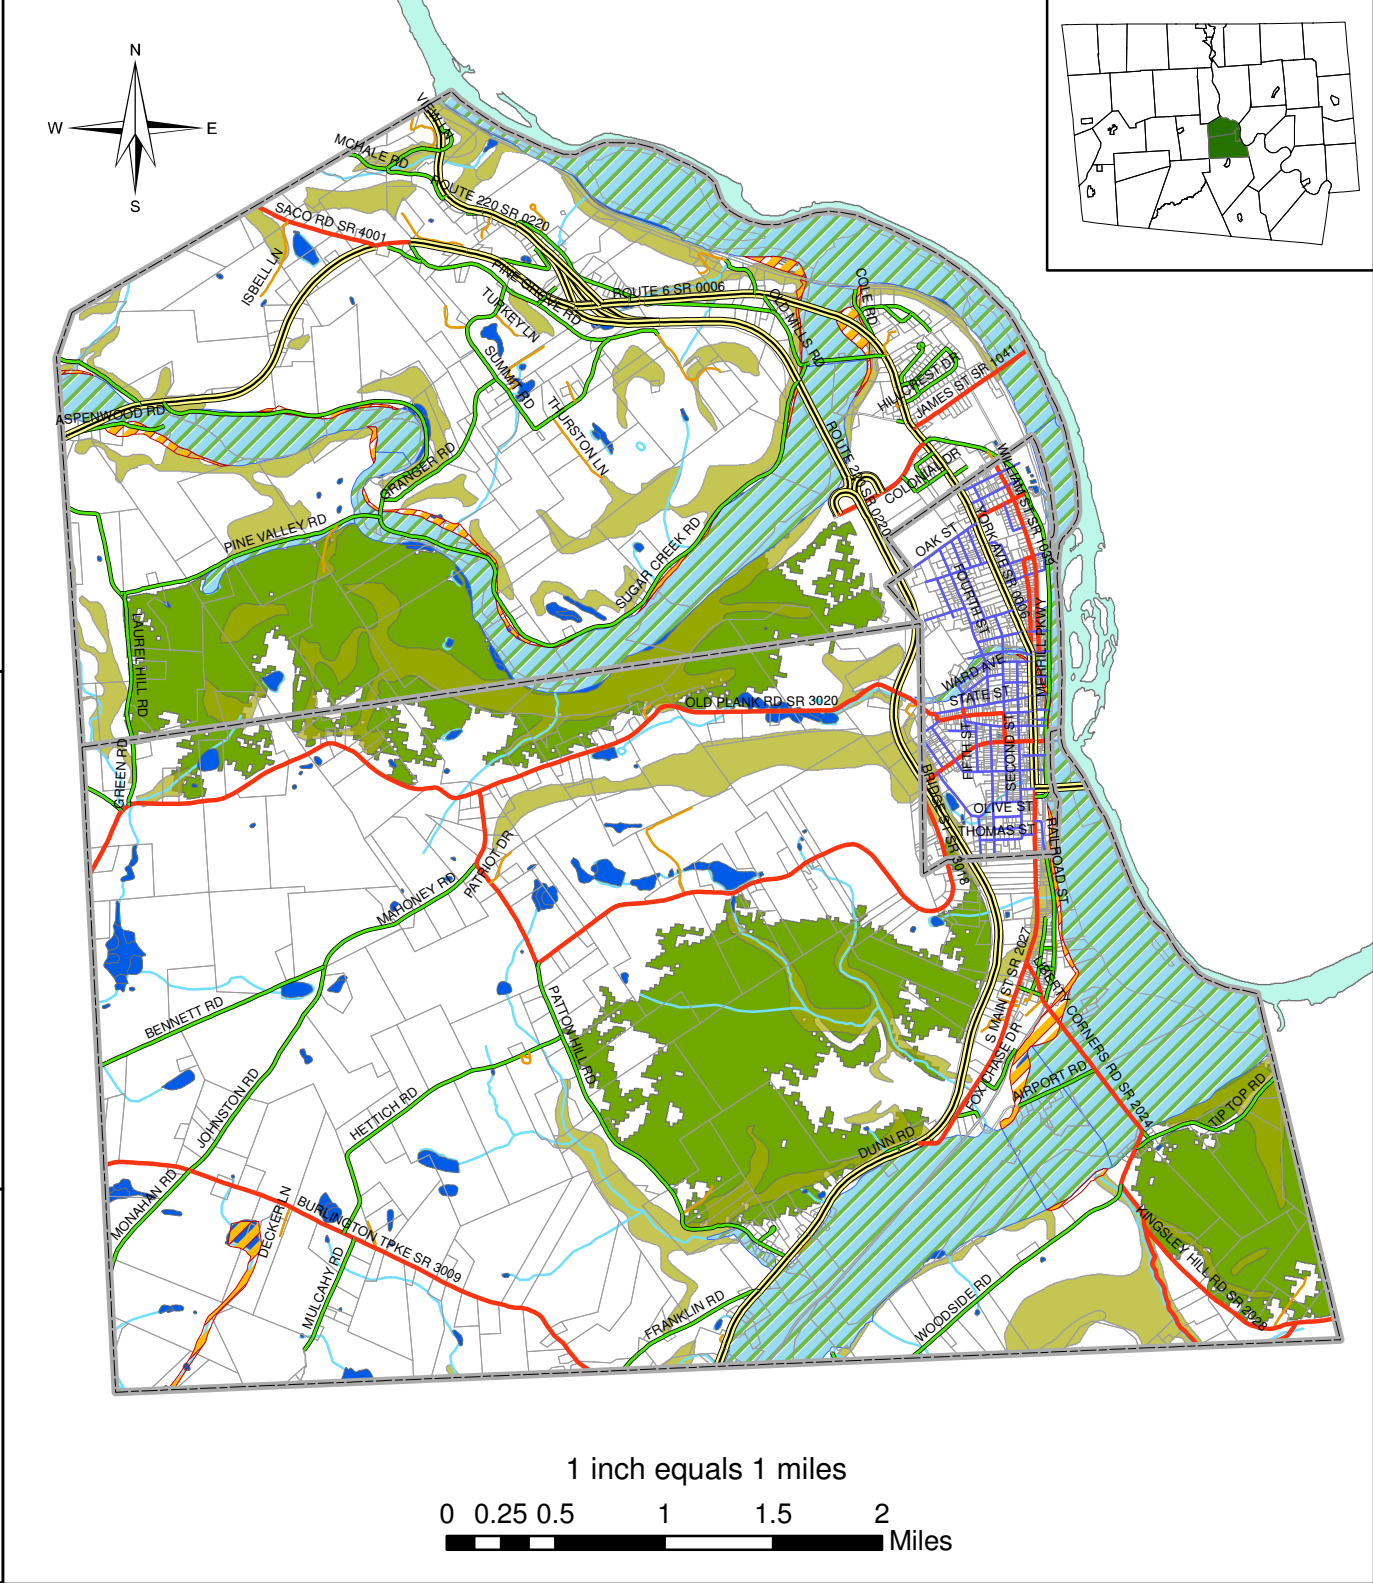 N
W
E
S
VIEW LN
MCHALE RD
ROUTE 220 SR 0220
SACO RD SR 4001
ISBELL LN
PINE GROVE RD
ROUTE 6 SR 0006
TURKEY LN
OLD MILLS RD
COLE RD
SUMMIT RD
HILLCREST DR
JAMES ST SR 1041
ASPENWOOD RD
THURSTON LN
GRANGER RD
ROUTE 220 SR 0220
COLONIAL DR
WILLIAM ST SR 1039
PINE VALLEY RD
OAK ST
YORK AVE SR 0006
SUGAR CREEK RD
FOURTH ST
LAUREL HILL RD
MERRILL PKWY
WARD AVE
STATE ST
OLD PLANK RD SR 3020
FIFTH ST
SECOND ST
GREEN RD
BRIDGE ST SR 3018
OLIVE ST
THOMAS ST
RAILROAD ST
PATRIOT DR
MAHONEY RD
S MAIN ST SR 2027
LIBERTY CORNERS RD SR 2024
BENNETT RD
PATTON HILL RD
FOX CHASE DR
AIRPORT RD
JOHNSTON RD
HETTICH RD
TIP TOP RD
DUNN RD
MONAHAN RD
DECKER LN
BURLINGTON TPKE SR 3009
KINGSLEY HILL RD SR 2028
MULCAHY RD
FRANKLIN RD
WOODSIDE RD
1 inch equals 1 miles
0 0.25 0.5 1 1.5 2
Miles